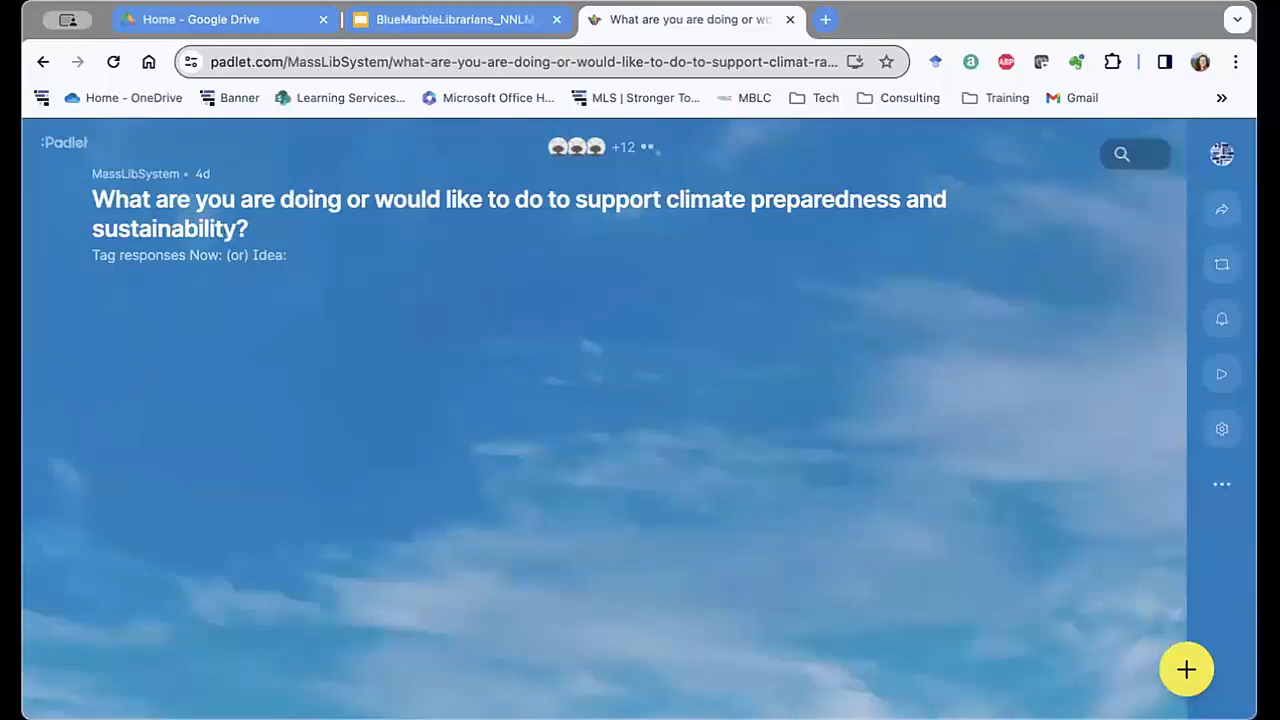 Home - Google Drive
BlueMarbleLibrarians_NNLM
What are you are doing or wo
padlet.com/MassLibSystem/what-are-you-are-doing-or-would-like-to-do-to-support-climat-ra...
a
ABP
Home - OneDrive
Banner
Learning Services...
Microsoft Office H...
MLS | Stronger To...
MBLC
Tech
Consulting
Training
Gmail
:Padlet
+12
MassLibSystem • 4d
What are you are doing or would like to do to support climate preparedness and
sustainability?
Tag responses Now: (or) Idea: